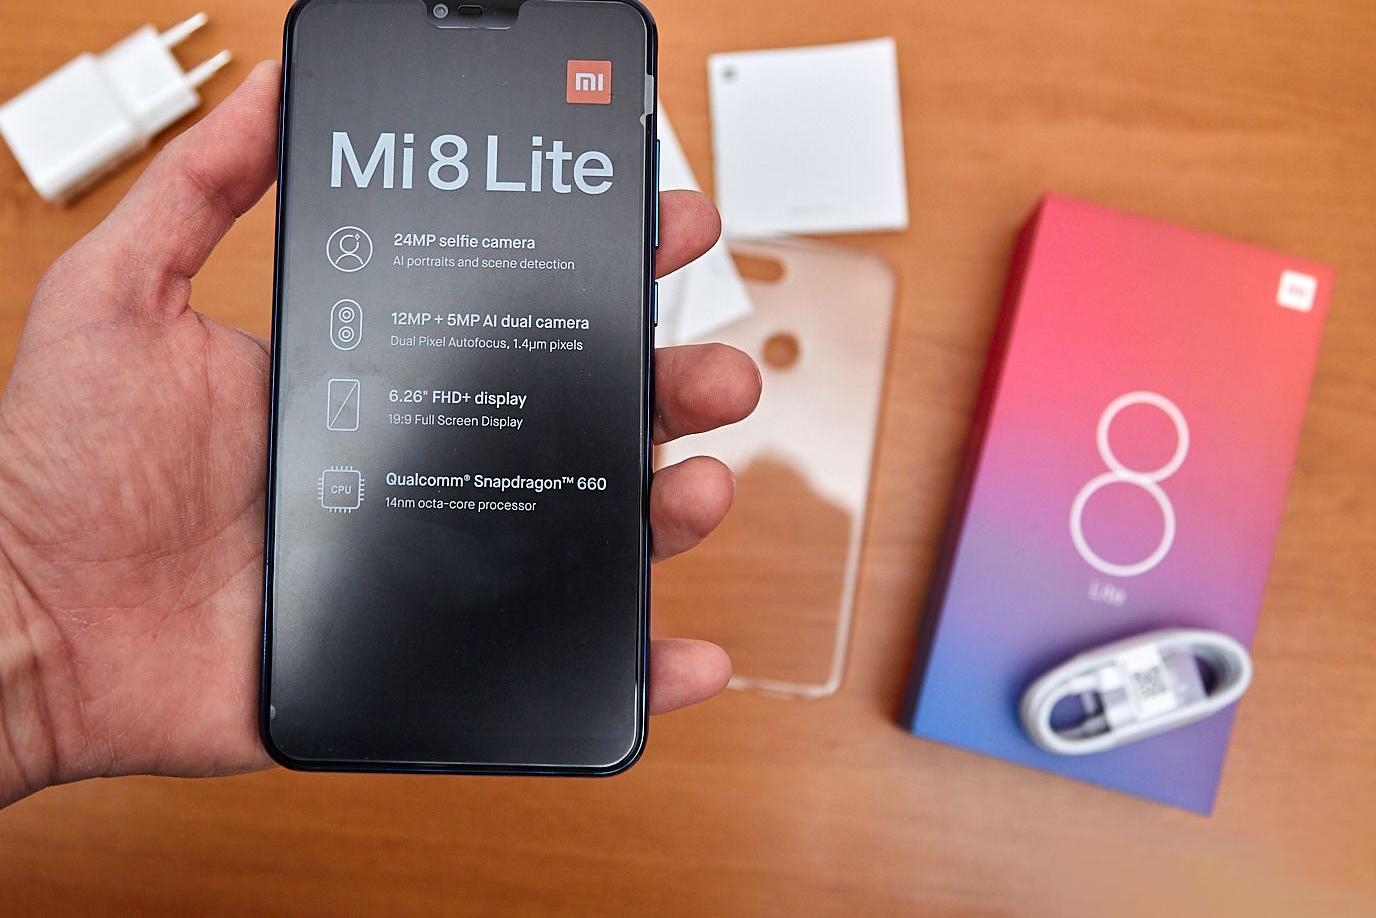 mi
Mi 8 Lite
24MP selfie camera
AI portraits and scene detection
12MP + 5MP AI dual camera
Dual Pixel Autofocus, 1.4μm pixels
6.26" FHD+ display
19:9 Full Screen Display
CPU
Qualcomm® Snapdragon™ 660
14nm octa-core processor
mi
8
Lite